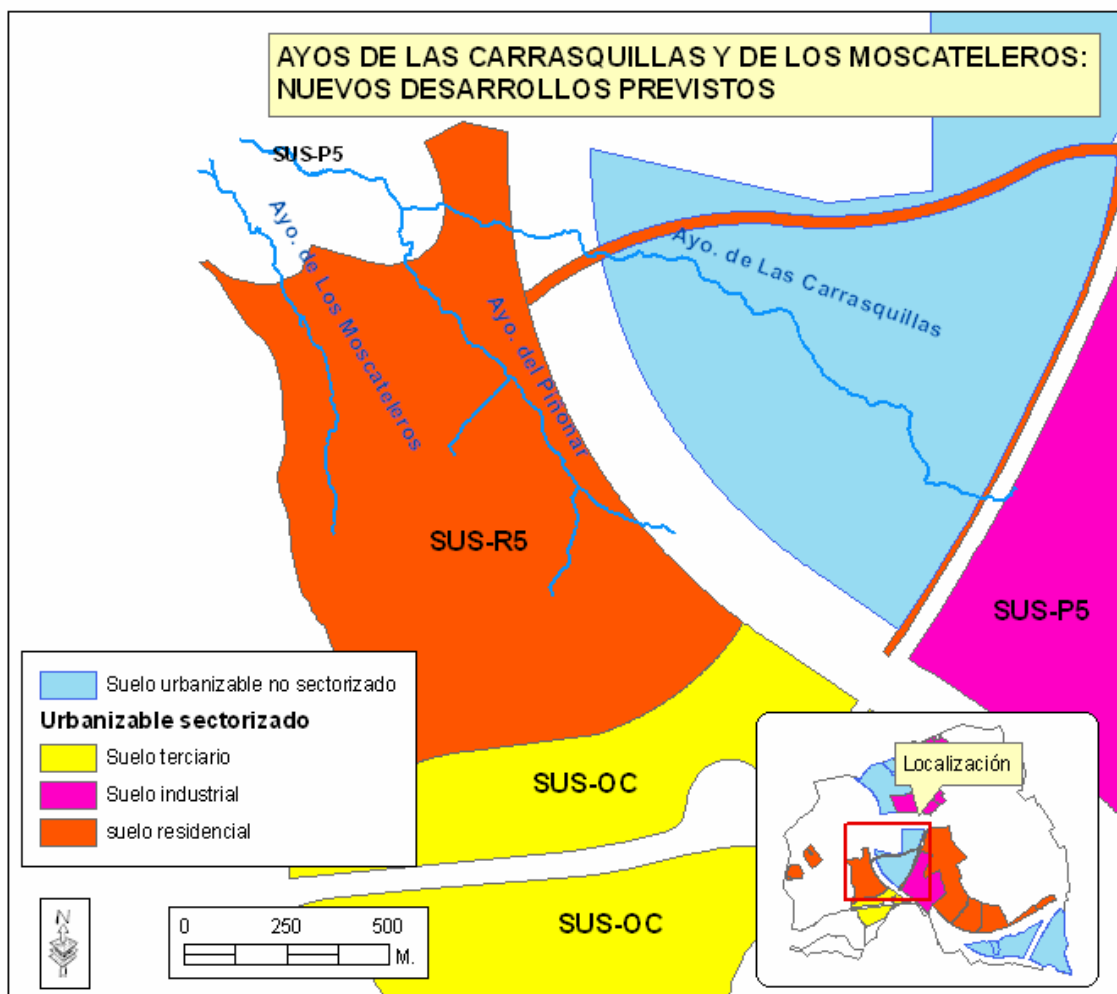 AYOS DE LAS CARRASQUILLAS Y DE LOS MOSCATELEROS:
NUEVOS DESARROLLOS PREVISTOS
SUS-P5
Ayo. de Los Moscateleros
Ayo. del Piñonar
Ayo. de Las Carrasquillas
SUS-R5
SUS-P5
SUS-OC
SUS-OC
Suelo urbanizable no sectorizado
Urbanizable sectorizado
Suelo terciario
Suelo industrial
suelo residencial
Localización
N
0 250 500
M.